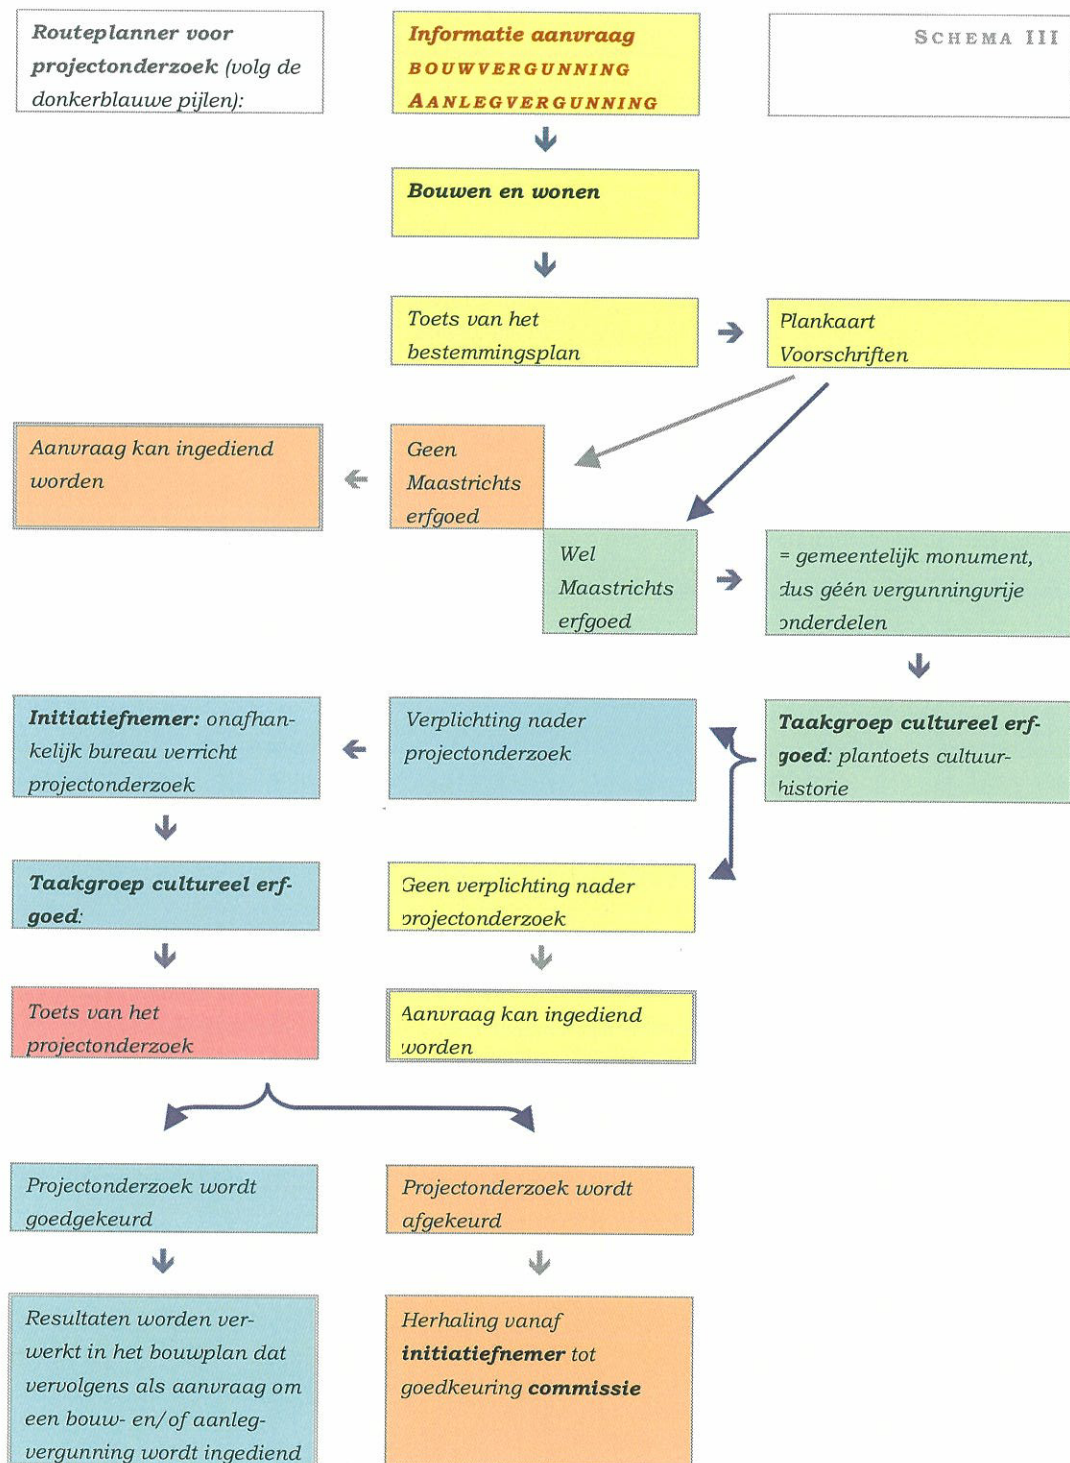 Routeplanner voor
projectonderzoek (volg de
donkerblauwe pijlen):
Informatie aanvraag
BOUWVERGUNNING
AANLEGVERGUNNING
SCHEMA III
Bouwen en wonen
Toets van het
bestemmingsplan
Plankaart
Voorschriften
Aanvraag kan ingediend
worden
Geen
Maastrichts
erfgoed
Wel
Maastrichts
erfgoed
= gemeentelijk monument,
dus géén vergunningvrije
onderdelen
Initiatiefnemer: onafhan-
kelijk bureau verricht
projectonderzoek
Verplichting nader
projectonderzoek
Taakgroep cultureel erf-
goed: plantoets cultuur-
historie
Taakgroep cultureel erf-
goed:
Geen verplichting nader
projectonderzoek
Toets van het
projectonderzoek
Aanvraag kan ingediend
worden
Projectonderzoek wordt
goedgekeurd
Projectonderzoek wordt
afgekeurd
Resultaten worden ver-
werkt in het bouwplan dat
vervolgens als aanvraag om
een bouw- en/of aanleg-
vergunning wordt ingediend
Herhaling vanaf
initiatiefnemer tot
goedkeuring commissie